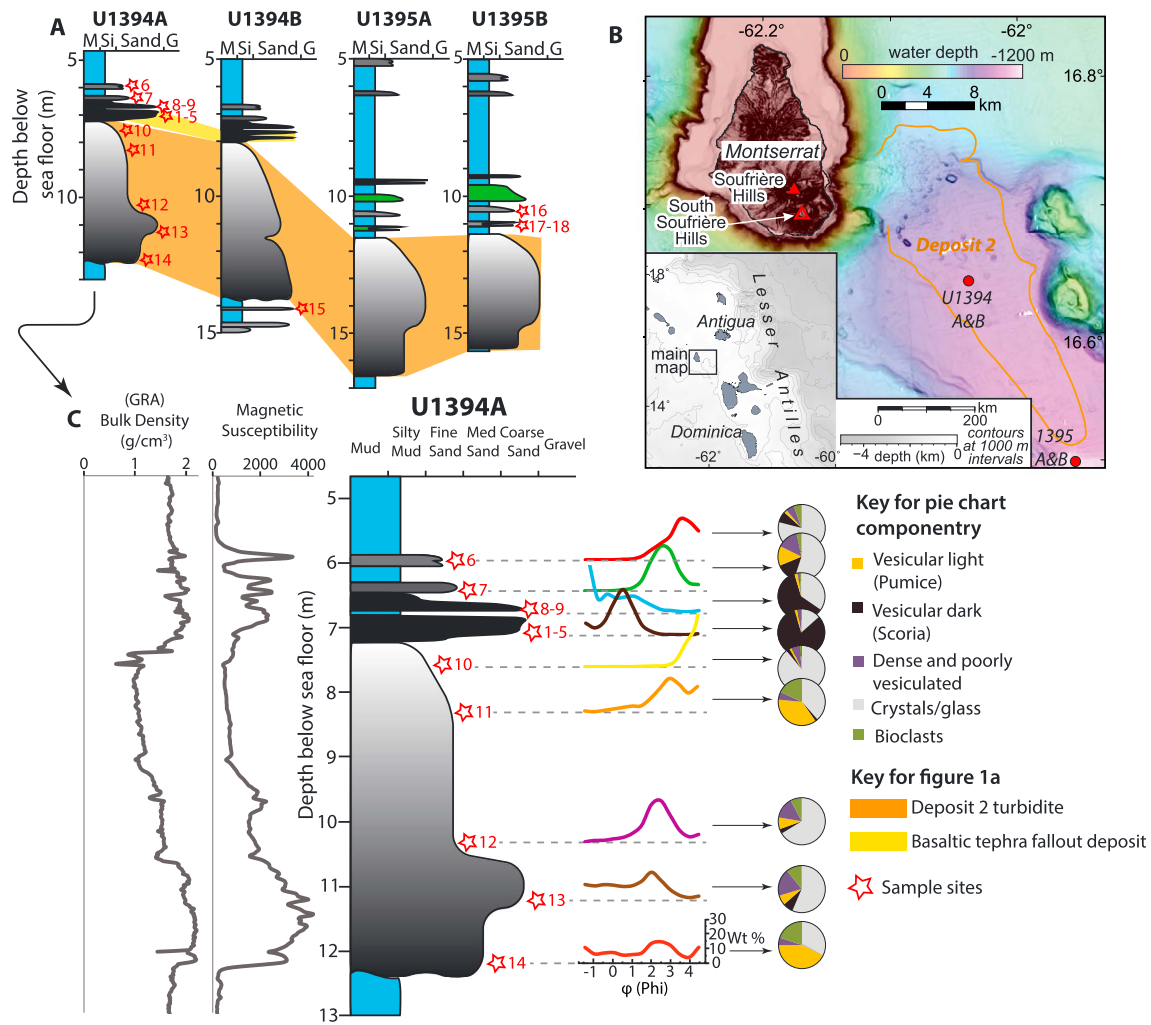 A
U1394A
U1394B
U1395A
U1395B
M Si Sand G
M Si Sand G
M Si Sand G
M Si Sand G
Depth below
sea floor (m)
5
10
5
10
15
5
10
15
5
10
15
6
7
8-9
1-5
10
11
12
13
14
15
16
17-18
B
-62.2°
-62°
0 water depth -1200 m
0 4 8
km
16.8°
16.6°
Montserrat
Soufrière
Hills
South
Soufrière
Hills
Deposit 2
U1394
A&B
1395
A&B
18°
14°
-62°
-60°
Antigua
main
map
Dominica
Lesser
Antilles
0 200
km
−4 depth (km) 0
contours
at 1000 m
intervals
C
(GRA)
Bulk Density
(g/cm³)
0 1 2
Magnetic
Susceptibility
0 2000 4000
U1394A
Mud
Silty
Mud
Fine
Sand
Med
Sand
Coarse
Sand
Gravel
Depth below sea floor (m)
5
6
7
8
9
10
11
12
13
6
7
8-9
1-5
10
11
12
13
14
30
20
10
0
Wt %
-1 0 1 2 3 4
φ (Phi)
Key for pie chart
componentry
Vesicular light
(Pumice)
Vesicular dark
(Scoria)
Dense and poorly
vesiculated
Crystals/glass
Bioclasts
Key for figure 1a
Deposit 2 turbidite
Basaltic tephra fallout deposit
Sample sites